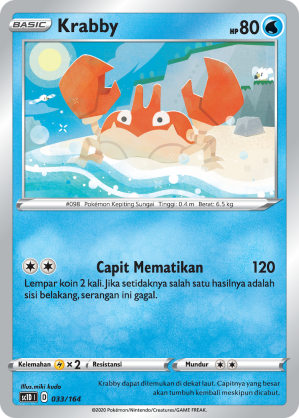 BASIC Krabby HP 80
#098 Pokémon Kepiting Sungai Tinggi: 0.4 m Berat: 6.5 kg
Capit Mematikan 120
Lempar koin 2 kali. Jika setidaknya salah satu hasilnya adalah
sisi belakang, serangan ini gagal.
Kelemahan ×2 Resistansi Mundur
Illus. miki kudo
Krabby dapat ditemukan di dekat laut. Capitnya yang
besar akan tumbuh kembali meskipun dicabut.
sc1D I D 033/164
©2020 Pokémon/Nintendo/Creatures/GAME FREAK.